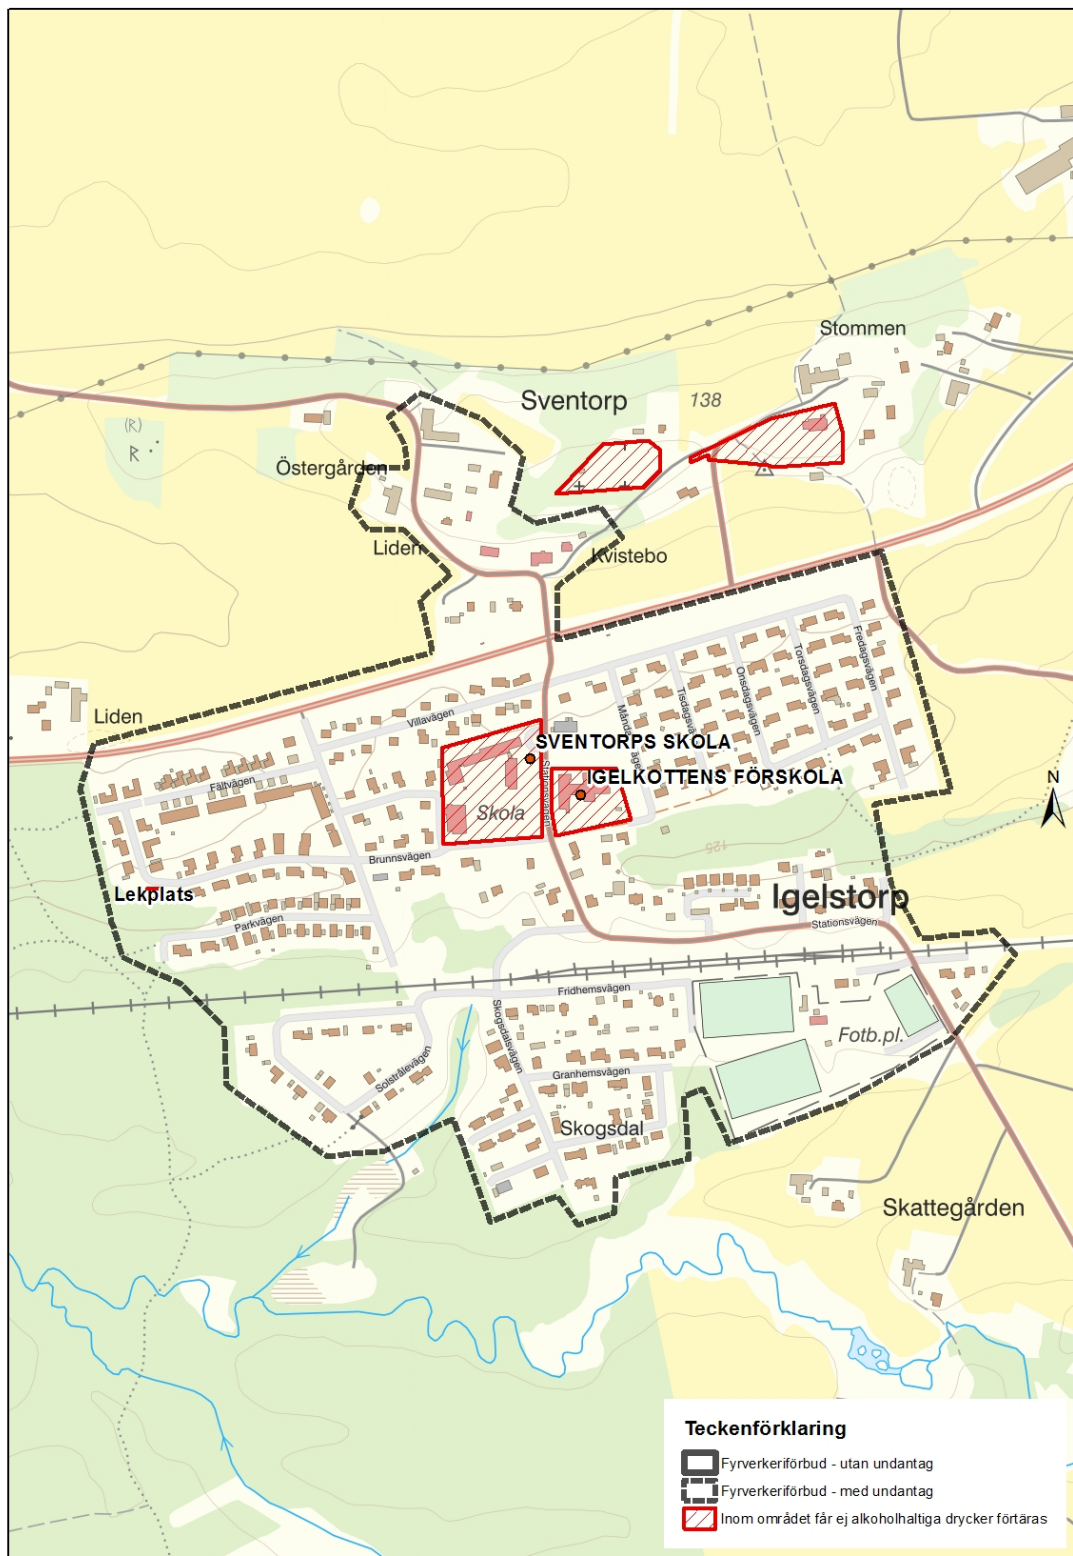 Stommen
Sventorp
138
(R)
R
Östergården
Liden
Kvistebo
Fredagsvägen
Torsdagsvägen
Onsdagsvägen
Tisdagsvägen
Liden
Villavägen
SVENTORPS SKOLA
IGELKOTTENS FÖRSKOLA
Fältvägen
Stationsvägen
Skola
N
125
Brunnsvägen
Lekplats
Igelstorp
Parkvägen
Stationsvägen
Fridhemsvägen
Skogsdalsvägen
Fotb.pl.
Solstrålevägen
Granhemsvägen
Skogsdal
Skattegården
Teckenförklaring
Fyrverkeriförbud - utan undantag
Fyrverkeriförbud - med undantag
Inom området får ej alkoholhaltiga drycker förtäras